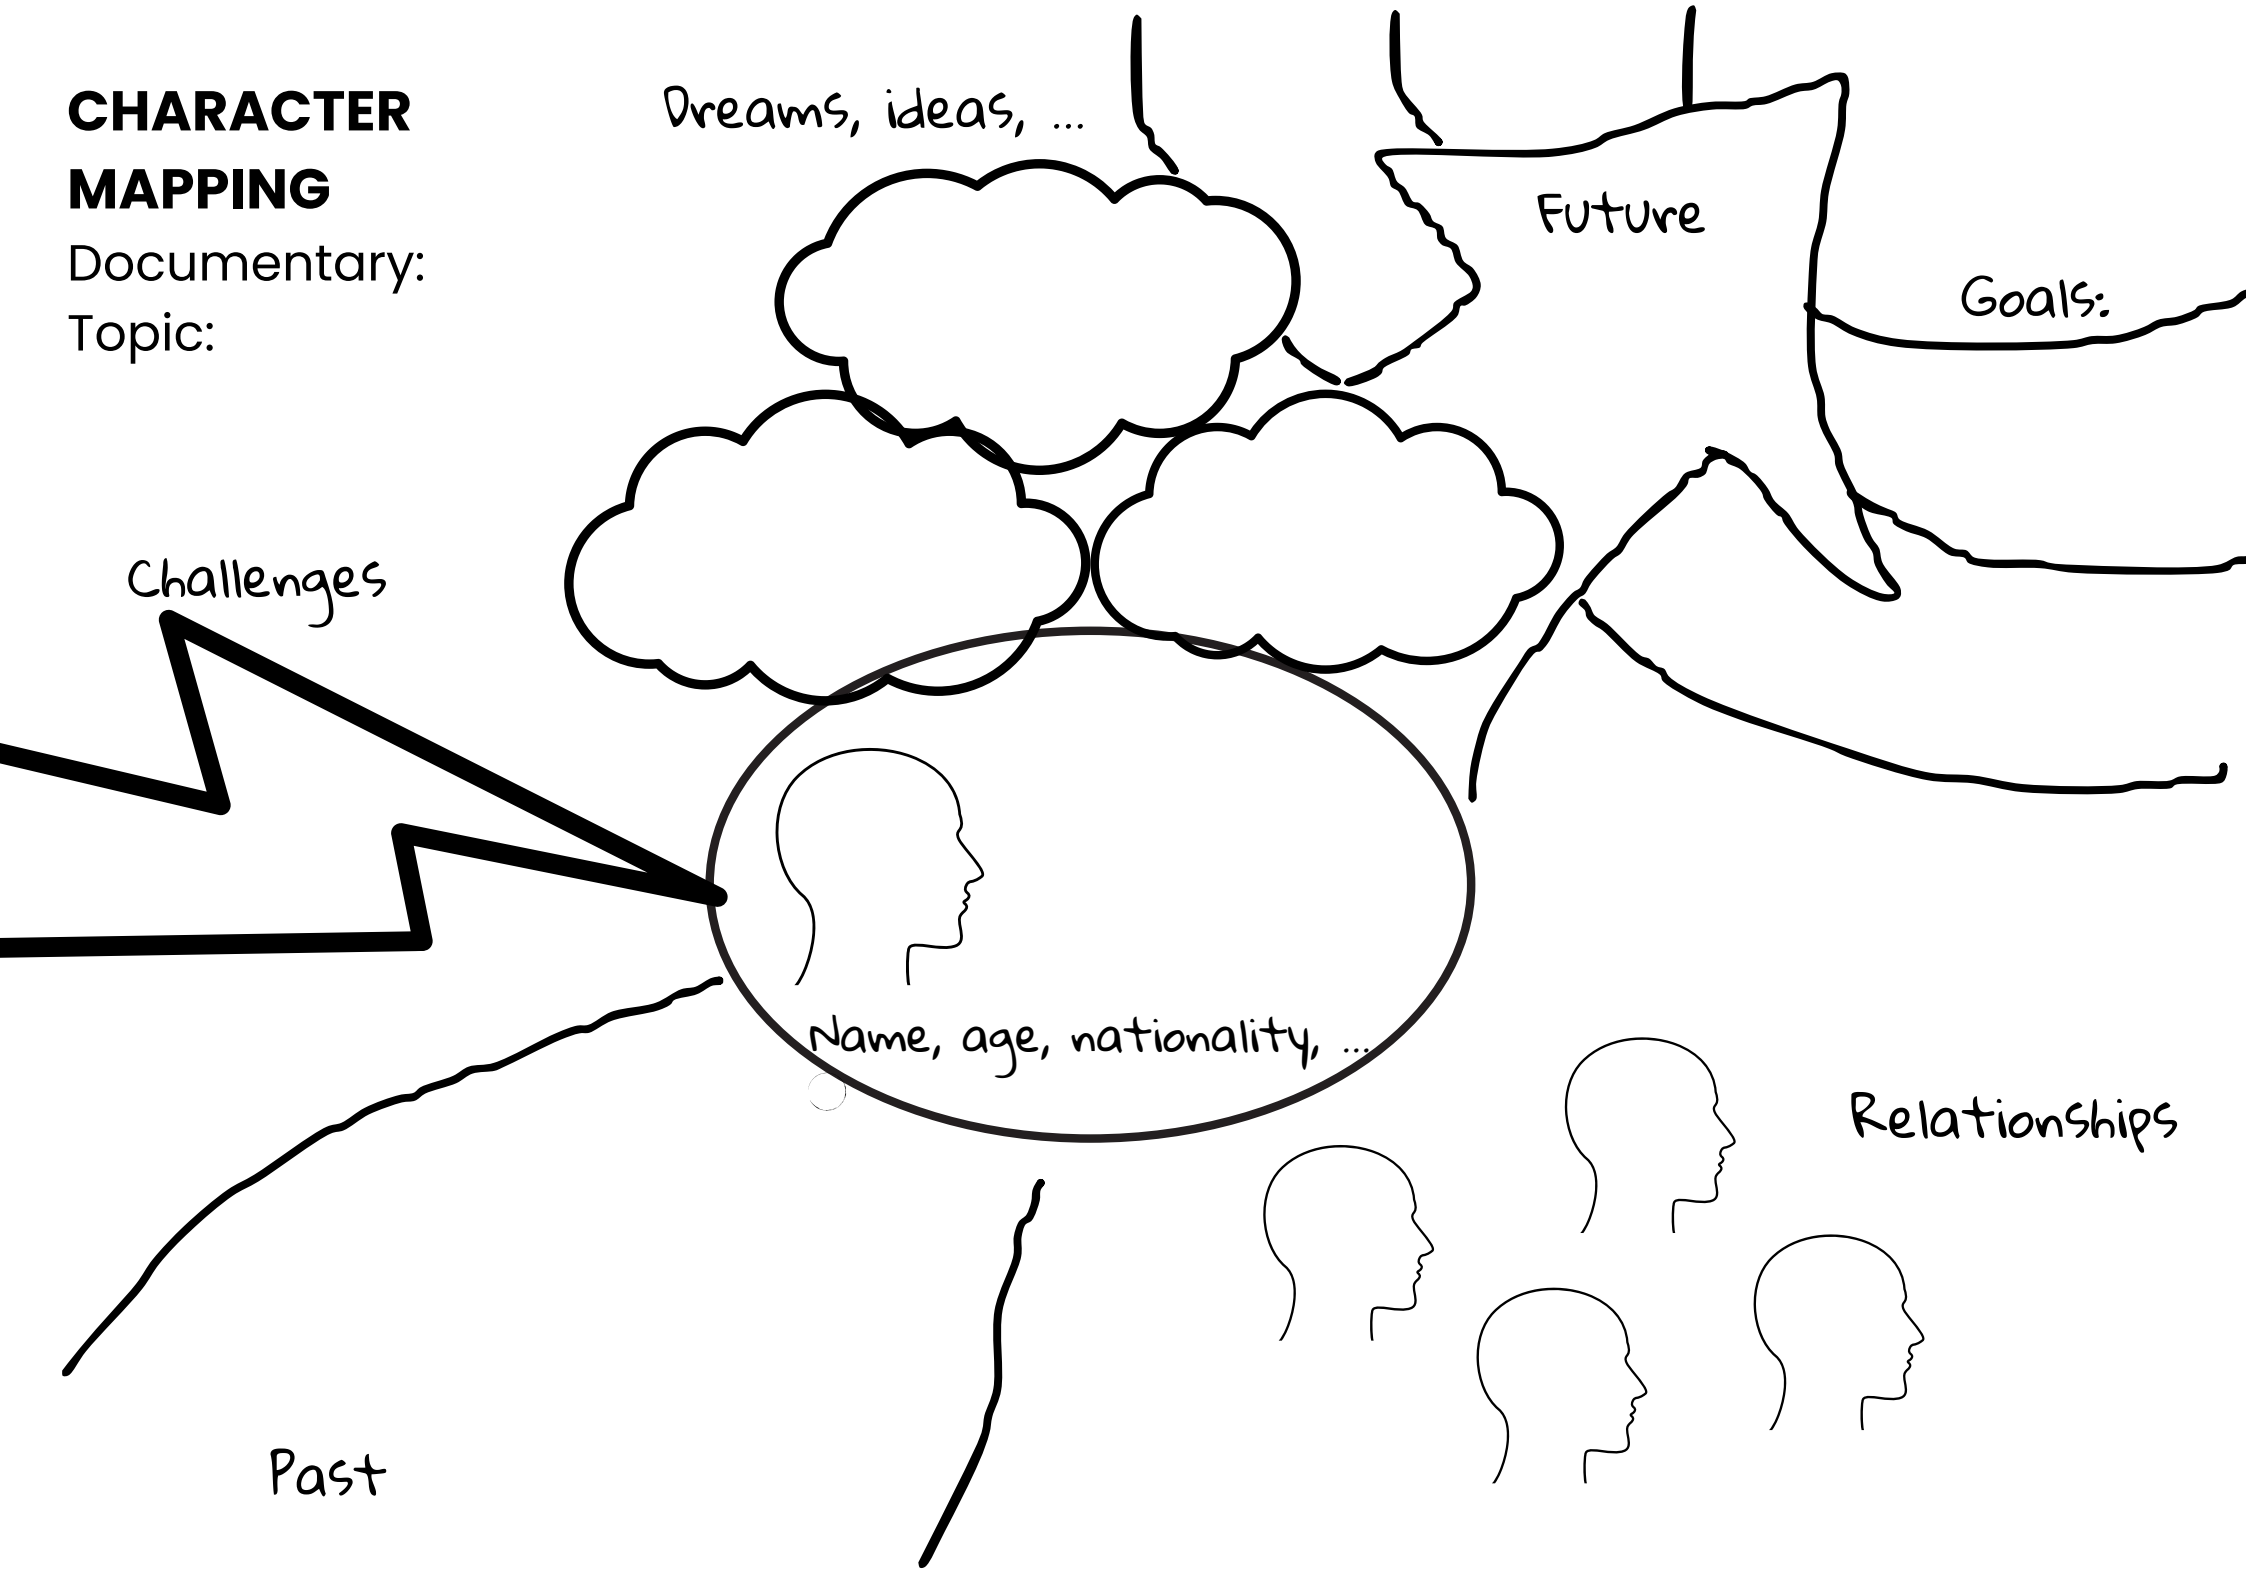 CHARACTER
MAPPING
Documentary:
Topic:
Dreams, ideas, ...
Future
Goals:
Challenges
Name, age, nationality, ...
Relationships
Past